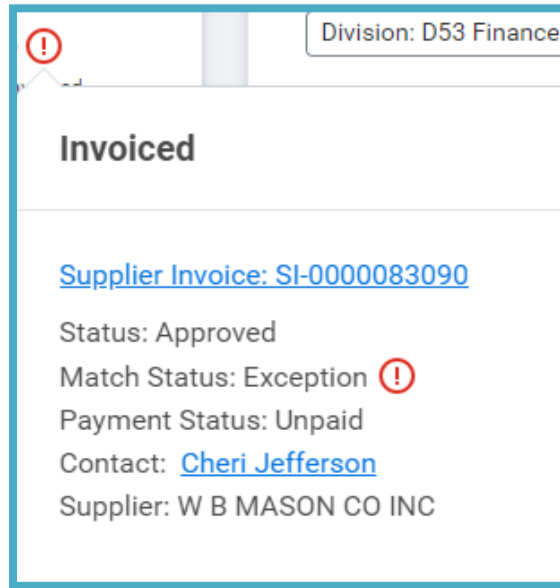 Division: D53 Finance
Invoiced
Supplier Invoice: SI-0000083090
Status: Approved
Match Status: Exception
Payment Status: Unpaid
Contact: Cheri Jefferson
Supplier: W B MASON CO INC